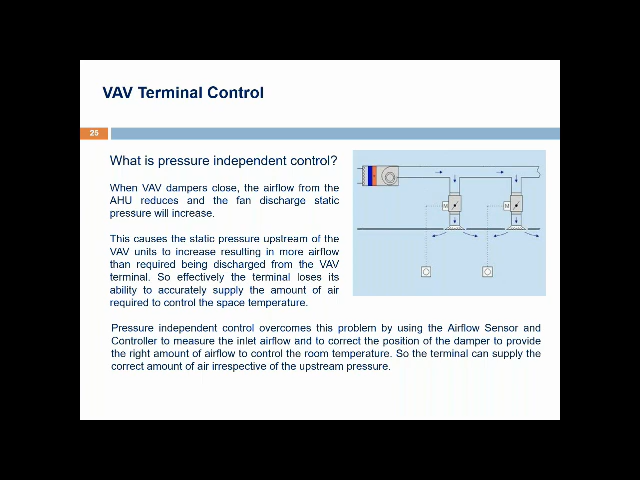 VAV Terminal Control
25
What is pressure independent control?
When VAV dampers close, the airflow from the
AHU reduces and the fan discharge static
pressure will increase.
This causes the static pressure upstream of the
VAV units to increase resulting in more airflow
than required being discharged from the VAV
terminal. So effectively the terminal loses its
ability to accurately supply the amount of air
required to control the space temperature.
M
M
Pressure independent control overcomes this problem by using the Airflow Sensor and
Controller to measure the inlet airflow and to correct the position of the damper to provide
the right amount of airflow to control the room temperature. So the terminal can supply the
correct amount of air irrespective of the upstream pressure.